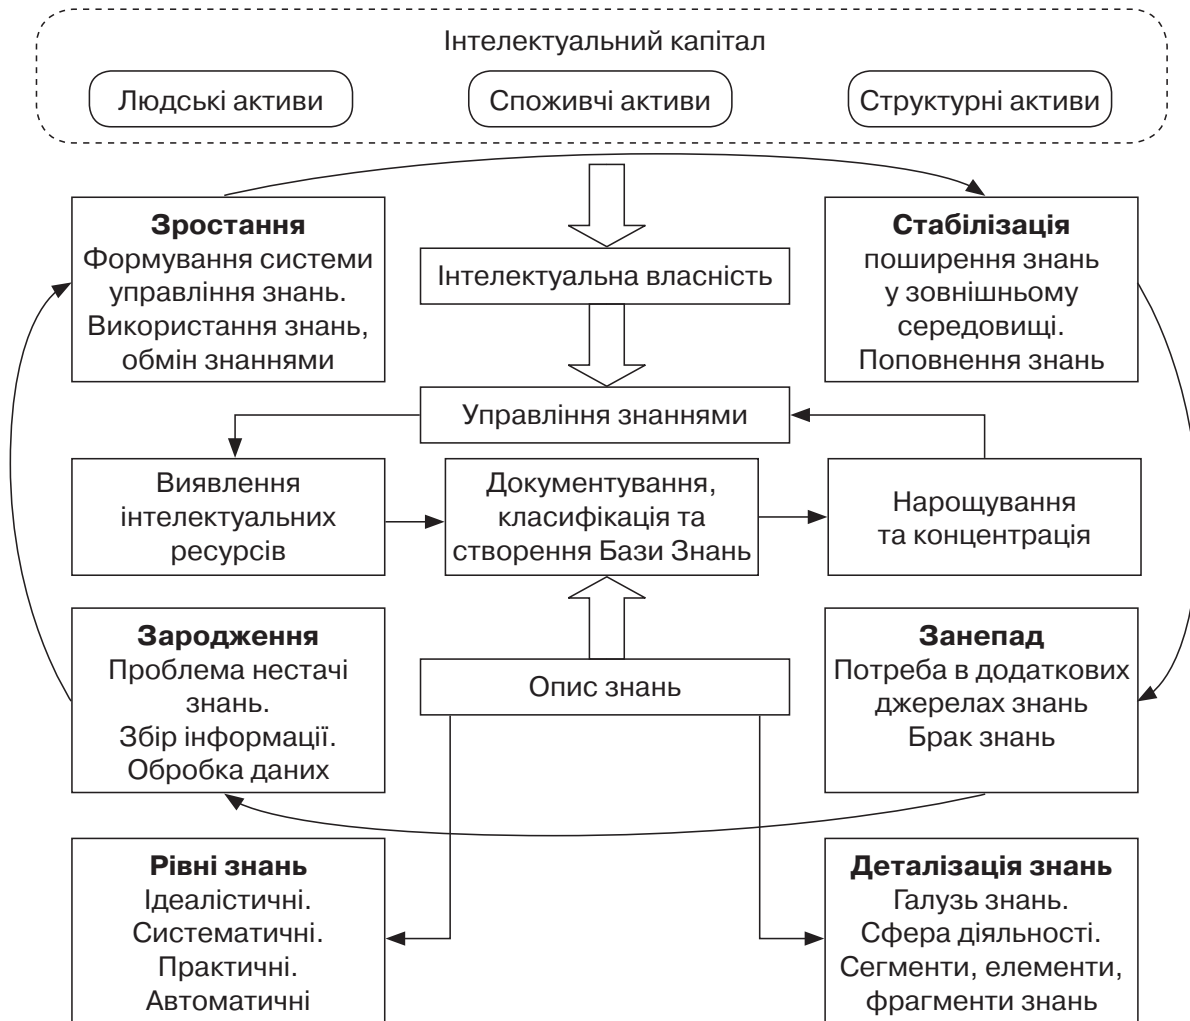 Інтелектуальний капітал
Людські активи
Споживчі активи
Структурні активи
Зростання
Формування системи
управління знань.
Використання знань,
обмін знаннями
Інтелектуальна власність
Стабілізація
поширення знань
у зовнішньому
середовищі.
Поповнення знань
Управління знаннями
Виявлення
інтелектуальних
ресурсів
Документування,
класифікація та
створення Бази Знань
Нарощування
та концентрація
Зародження
Проблема нестачі
знань.
Збір інформації.
Обробка даних
Опис знань
Занепад
Потреба в додаткових
джерелах знань
Брак знань
Рівні знань
Ідеалістичні.
Систематичні.
Практичні.
Автоматичні
Деталізація знань
Галузь знань.
Сфера діяльності.
Сегменти, елементи,
фрагменти знань